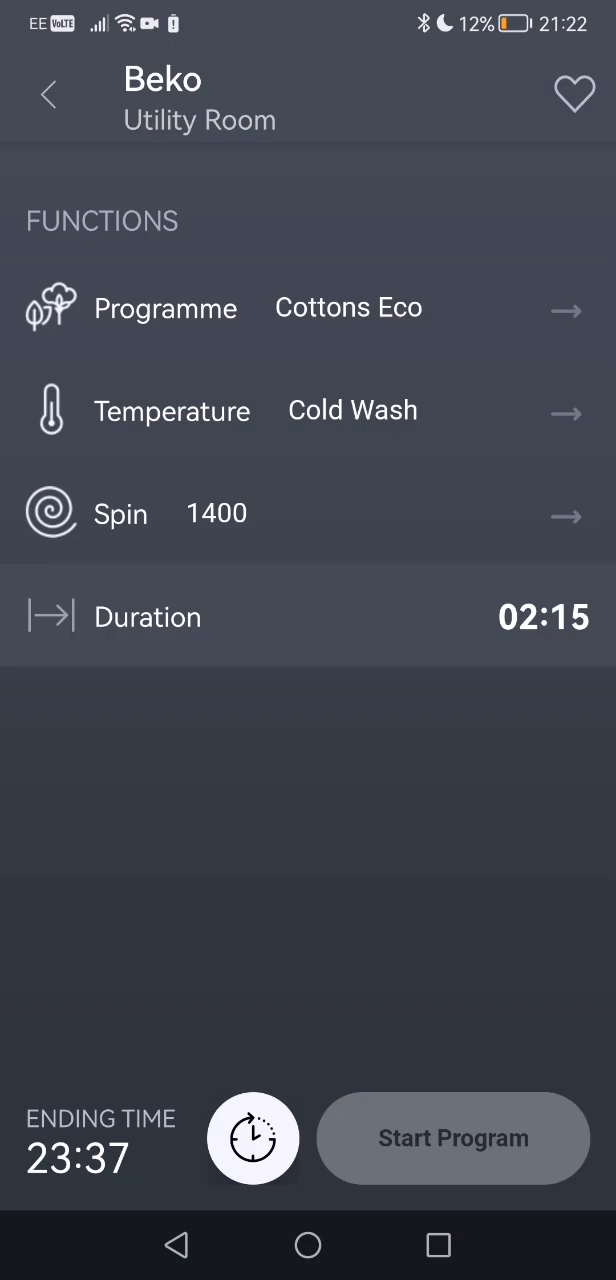 EE VoLTE 12% 21:22
Beko
Utility Room
FUNCTIONS
Programme Cottons Eco
Temperature Cold Wash
Spin 1400
Duration 02:15
ENDING TIME
23:37
Start Program